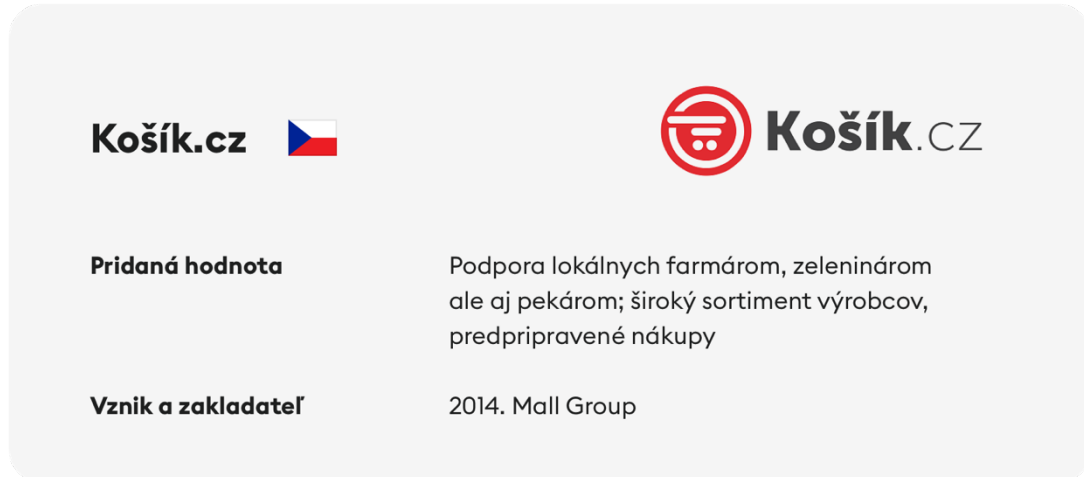 Košík.cz
Košík.cz
Pridaná hodnota
Podpora lokálnych farmárom, zeleninárom
ale aj pekárom; široký sortiment výrobcov,
predpripravené nákupy
Vznik a zakladateľ
2014. Mall Group